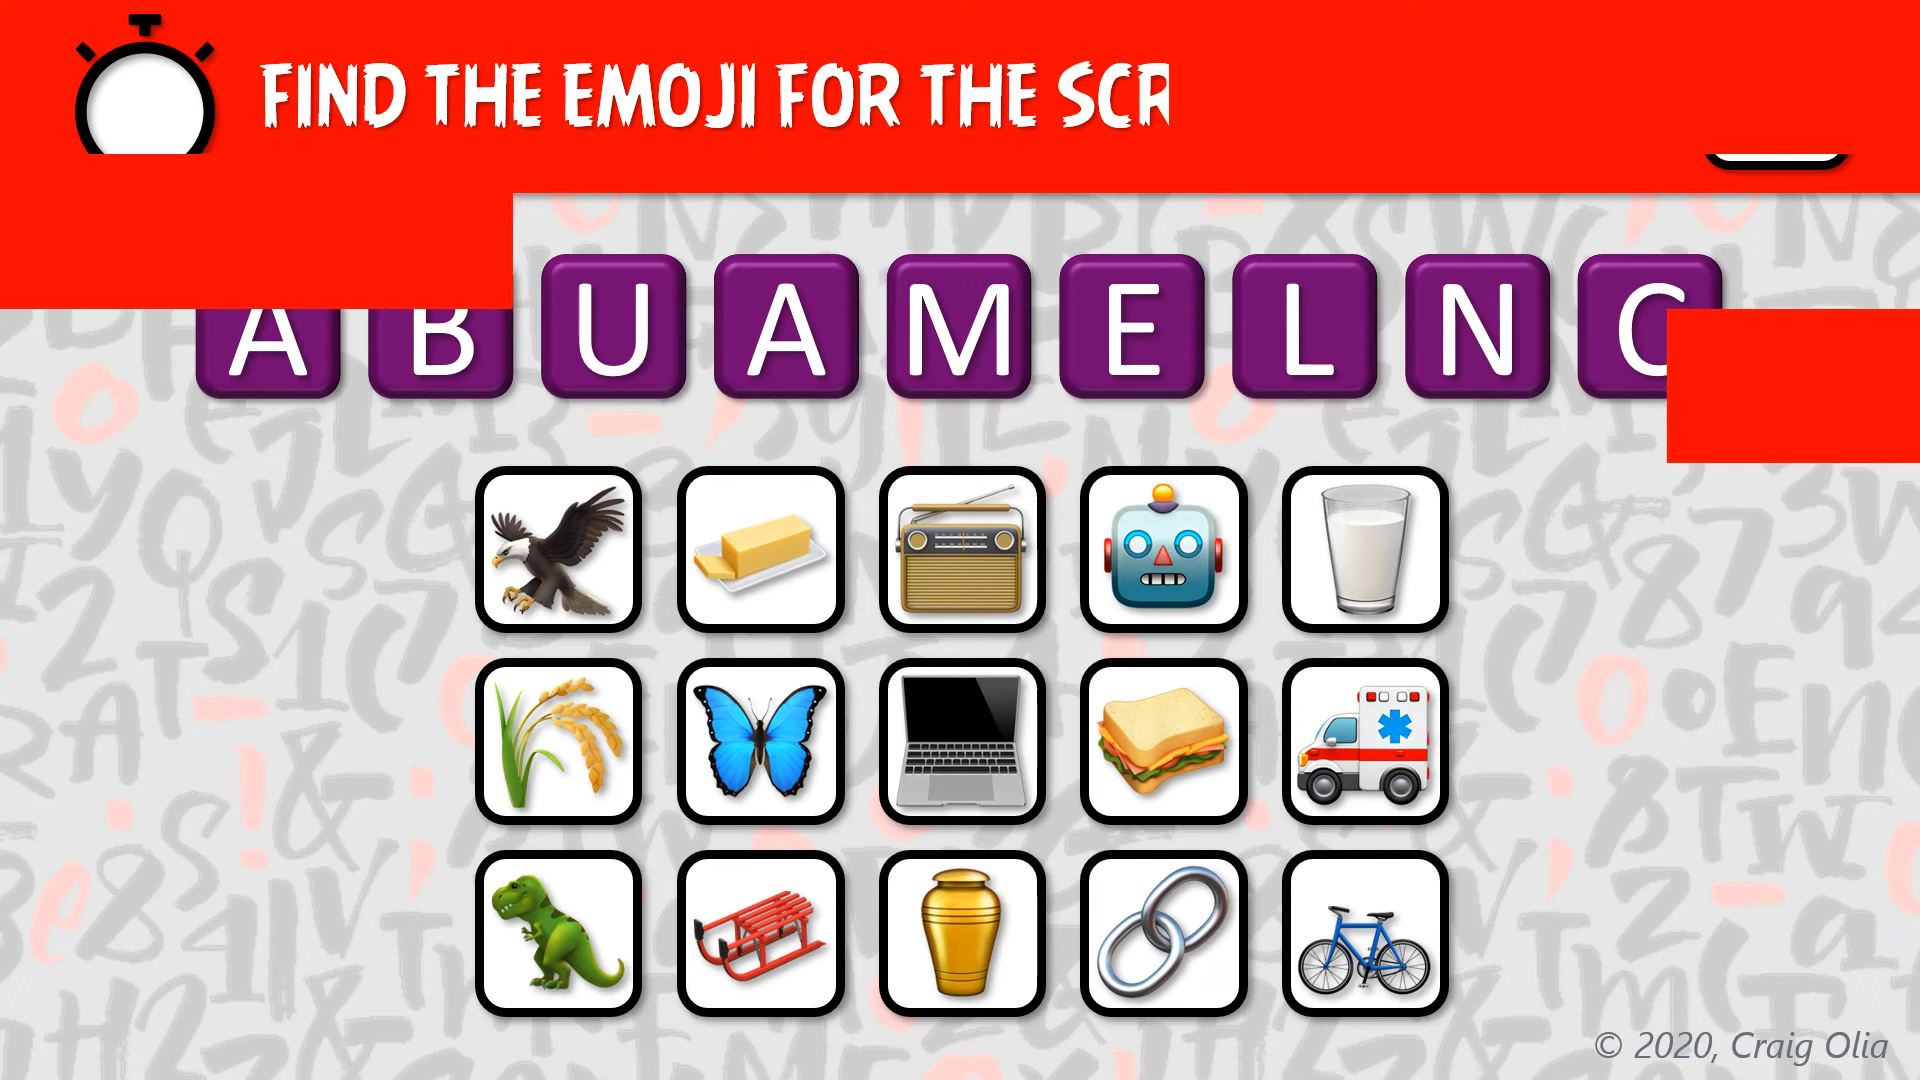 FIND THE EMOJI FOR THE SCR
A B U A M E L N C
© 2020, Craig Olia